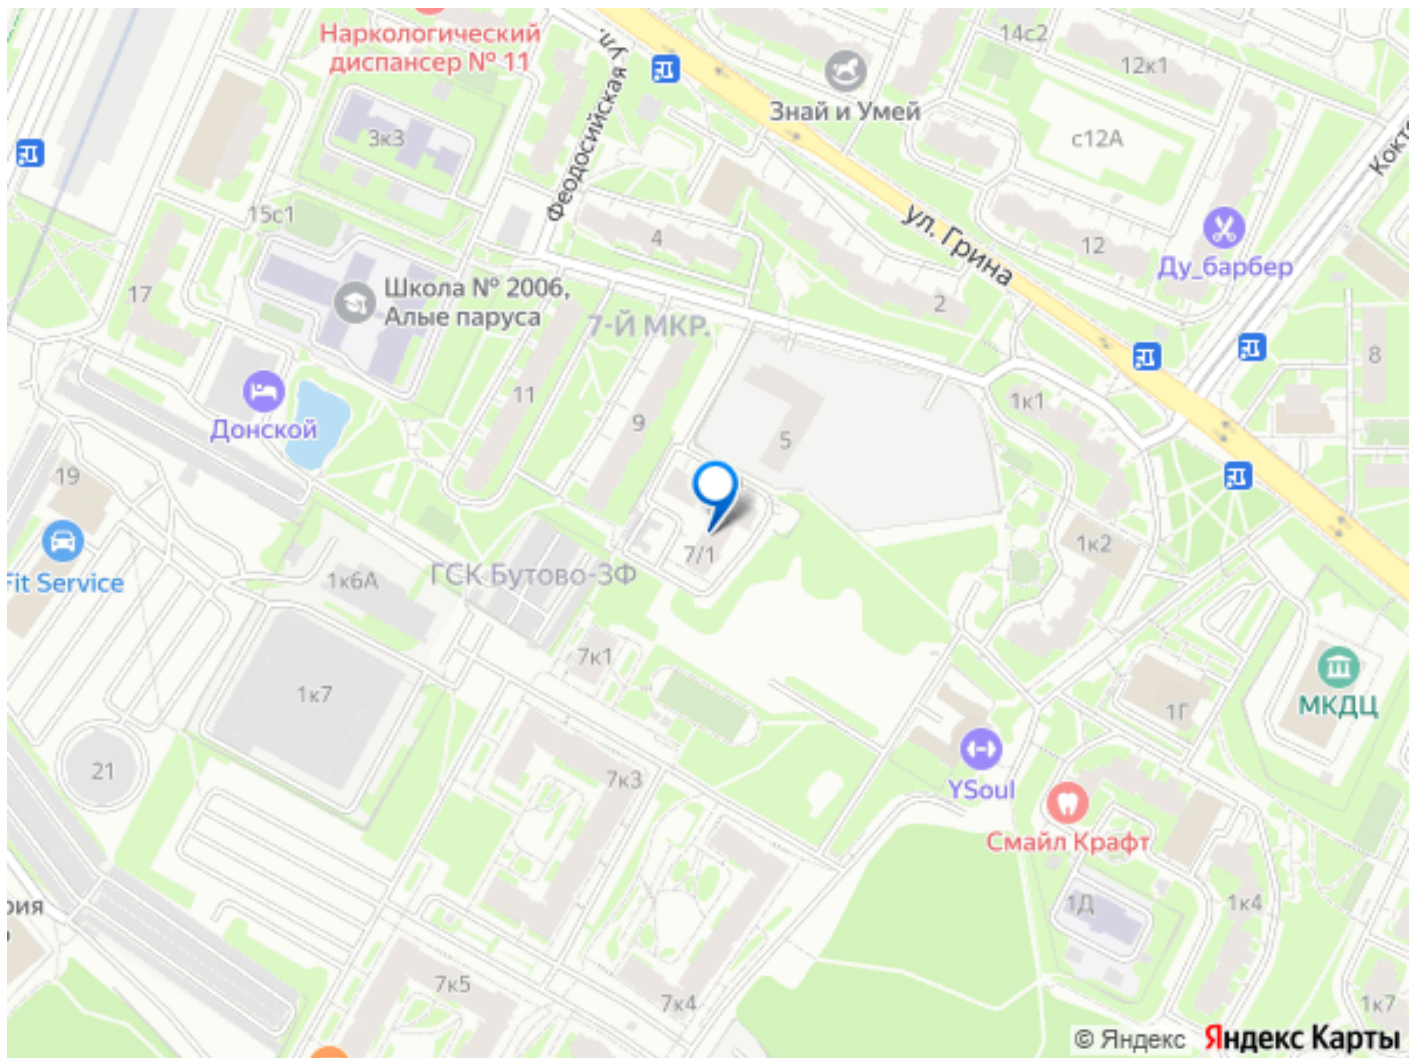 Наркологический
диспансер № 11
Феодосийская ул.
14с2
12к1
Знай и Умей
с12А
3к3
15с1
4
ул. Грина
12
Ду_барбер
Школа № 2006,
Алые паруса
17
7-Й МКР.
2
8
11
9
5
1к1
Донской
19
Fit Service
1к6А
ГСК Бутово-3Ф
7/1
1к2
7к1
1к7
МКДЦ
1Г
21
7к3
YSoul
Смайл Крафт
1Д
1к4
7к5
7к4
1к7
© Яндекс Яндекс Карты